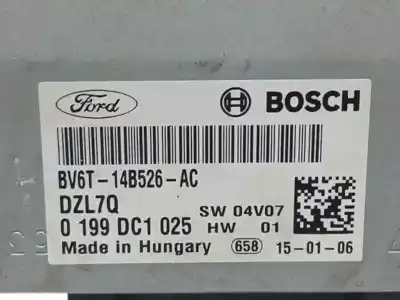 Ford BOSCH
BV6T-14B526-AC
DZL7Q SW 04V07
0 199 DC1 025 HW 01
Made in Hungary 658 15-01-06